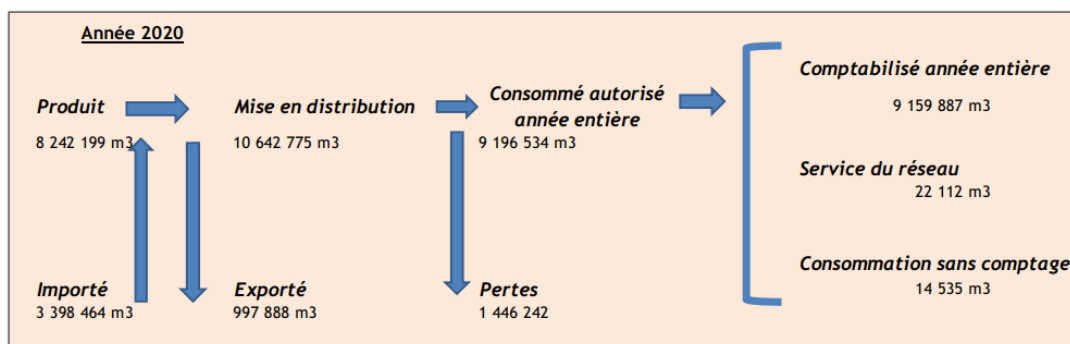 Année 2020
Produit
8 242 199 m3
Mise en distribution
10 642 775 m3
Consommé autorisé
année entière
9 196 534 m3
Comptabilisé année entière
9 159 887 m3
Service du réseau
22 112 m3
Consommation sans comptage
14 535 m3
Importé
3 398 464 m3
Exporté
997 888 m3
Pertes
1 446 242